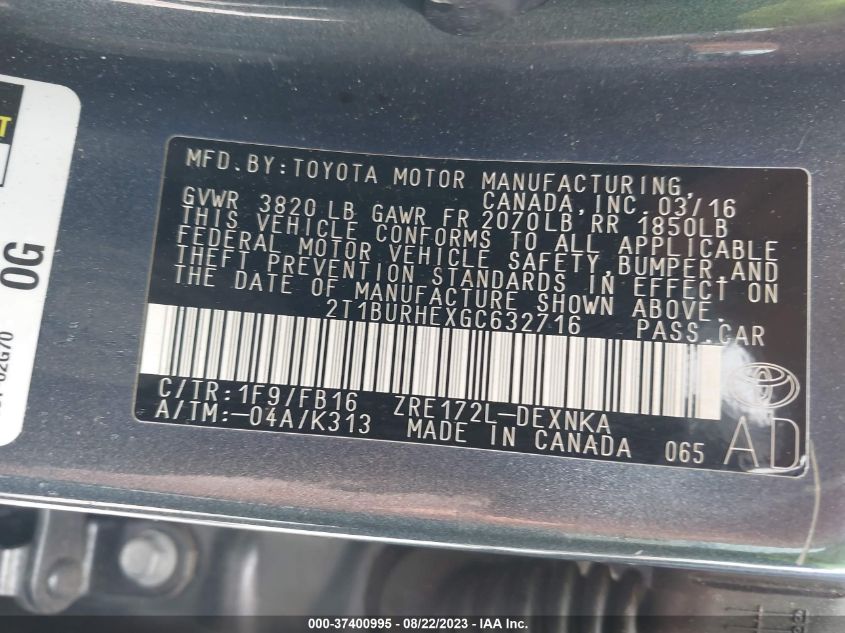 MFD.BY:TOYOTA MOTOR MANUFACTURING,
CANADA,INC. 03/16
GVWR 3820 LB GAWR FR 2070LB RR 1850LB
THIS VEHICLE CONFORMS TO ALL APPLICABLE
FEDERAL MOTOR VEHICLE SAFETY,BUMPER,AND
THEFT PREVENTION STANDARDS IN EFFECT ON
THE DATE OF MANUFACTURE SHOWN ABOVE.
2T1BURHEXGC632716 PASS.CAR
C/TR:1F9/FB16 ZRE172L-DEXNKA
A/TM:-04A/K313 MADE IN CANADA 065
AD
0G
02G70
000-37400995 - 08/22/2023 - © IAA Inc.